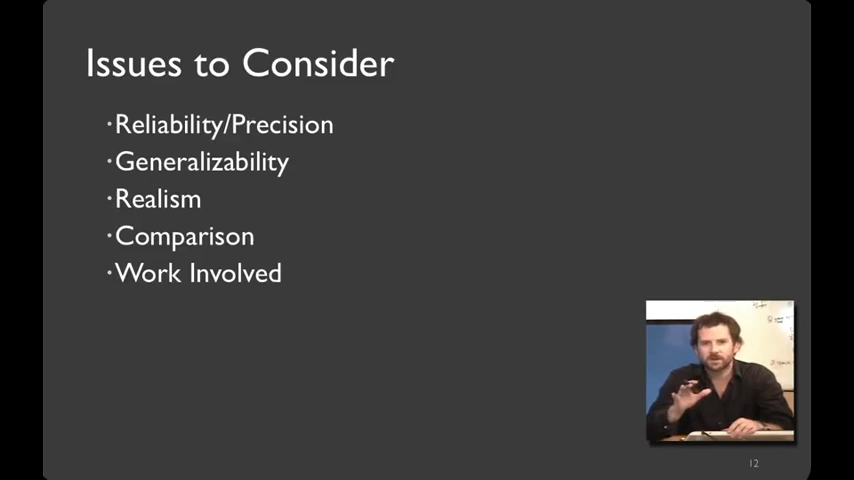 Issues to Consider
·Reliability/Precision
·Generalizability
·Realism
·Comparison
·Work Involved
12